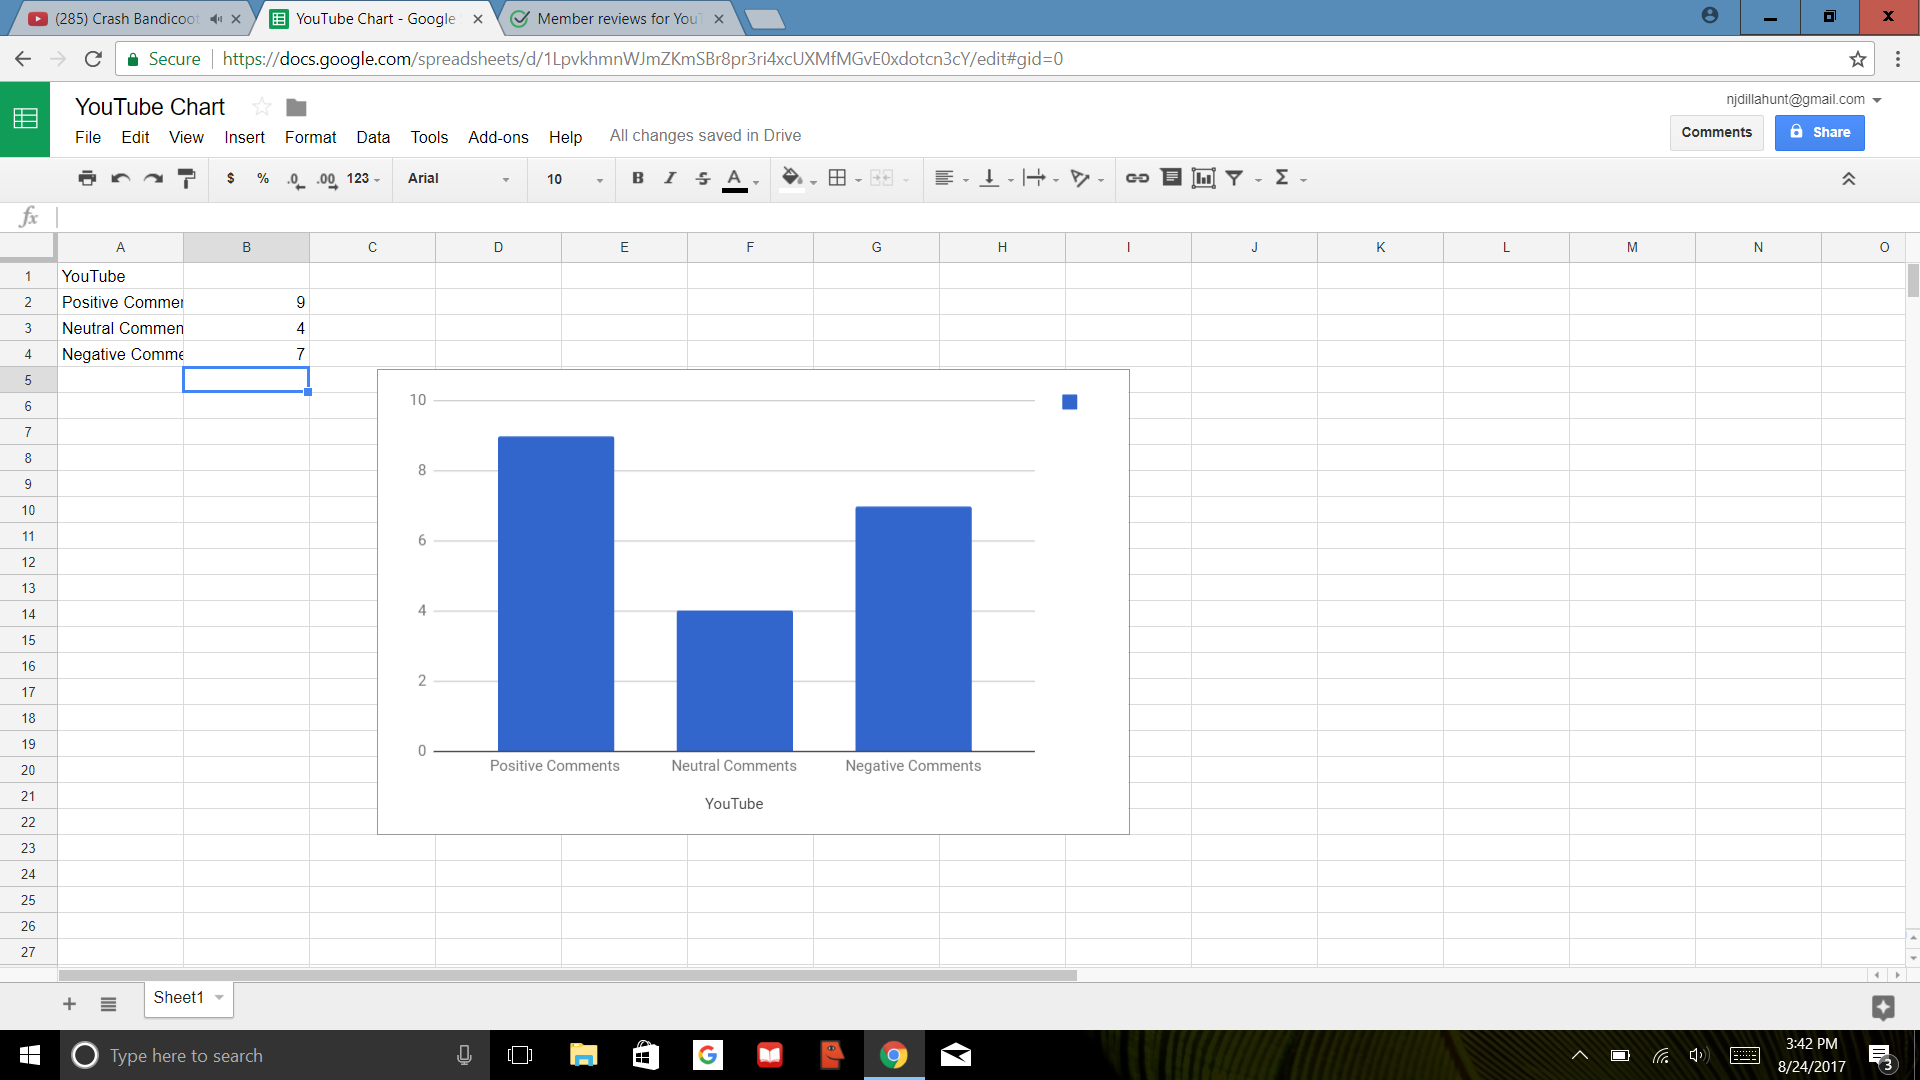 (285) Crash Bandicoot
YouTube Chart - Google
Member reviews for You
Secure
https://docs.google.com/spreadsheets/d/1LpvkhmnWJmZKmSBr8pr3ri4xcUXMfMGvE0xdotcn3cY/edit#gid=0
YouTube Chart
njdillahunt@gmail.com
File Edit View Insert Format Data Tools Add-ons Help All changes saved in Drive
Comments Share
$ % .0 .00 123 Arial 10 B I S A Σ
fx
A B C D E F G H I J K L M N O
1 YouTube
2 Positive Commen 9
3 Neutral Commen 4
4 Negative Comme 7
5
6
7
8
9
10
11
12
13
14
15
16
17
18
19
20
21
22
23
24
25
26
27
10
8
6
4
2
0
Positive Comments Neutral Comments Negative Comments
YouTube
Sheet1
Type here to search
3:42 PM
8/24/2017
3